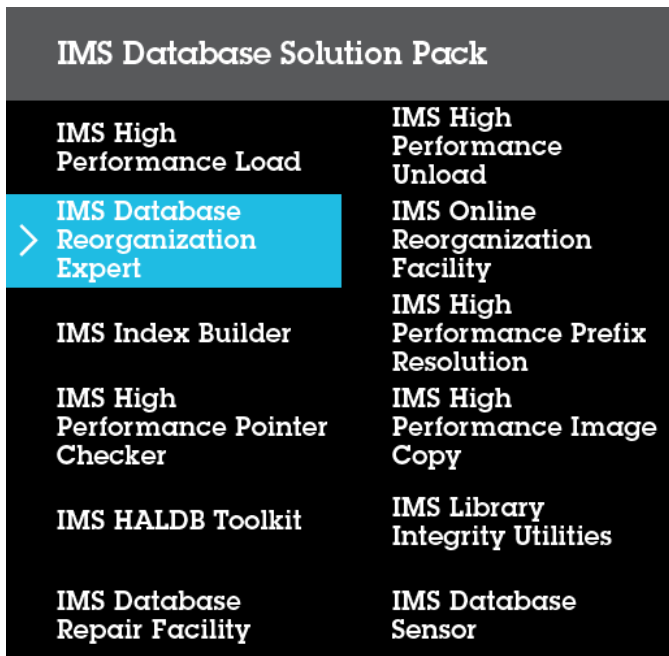 IMS Database Solution Pack
IMS High
Performance Load
IMS High
Performance
Unload
IMS Database
Reorganization
Expert
IMS Online
Reorganization
Facility
IMS Index Builder
IMS High
Performance Prefix
Resolution
IMS High
Performance Pointer
Checker
IMS High
Performance Image
Copy
IMS HALDB Toolkit
IMS Library
Integrity Utilities
IMS Database
Repair Facility
IMS Database
Sensor